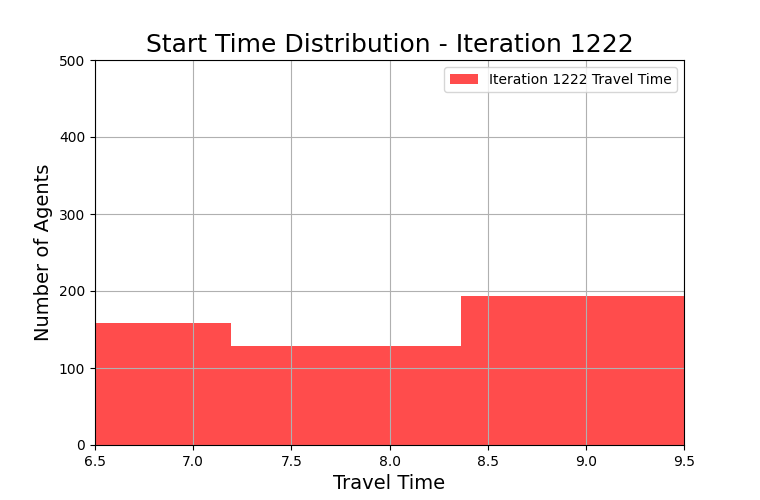 Start Time Distribution - Iteration 1222
Iteration 1222 Travel Time
500
400
300
200
100
0
Number of Agents
6.5 7.0 7.5 8.0 8.5 9.0 9.5
Travel Time